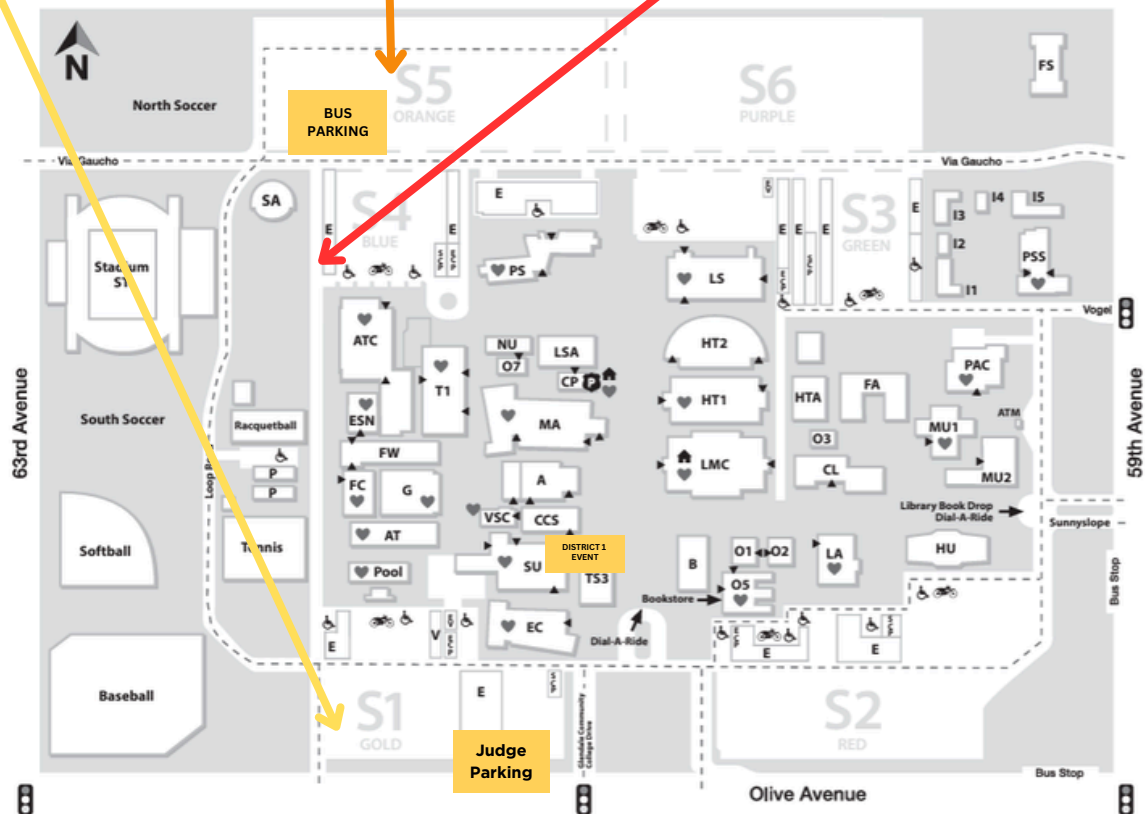 N
North Soccer
S5
ORANGE
S6
PURPLE
FS
BUS
PARKING
Via Gaucho
Via Gaucho
SA
S4
BLUE
E
E
E
S3
GREEN
E
E
E
E
I3
I4
I5
I2
I1
PSS
PS
LS
Vogel
Stadium
ATC
NU
O7
LSA
CP
P
HT2
T1
PAC
HT1
HTA
FA
ATM
63rd Avenue
59th Avenue
South Soccer
Racquetball
ESN
MA
MU1
FW
O3
LMC
CL
MU2
P
P
FC
G
A
Library Book Drop
Dial-A-Ride
VSC
CCS
Sunnyslope
Softball
Tennis
AT
DISTRICT 1
EVENT
SU
TS3
B
O1
O2
LA
HU
Pool
O5
Bookstore
Bus Stop
EC
Dial-A-Ride
E
V
E
E
Baseball
S1
GOLD
E
Glendale Community
College Drive
S2
RED
Judge
Parking
Bus Stop
Olive Avenue